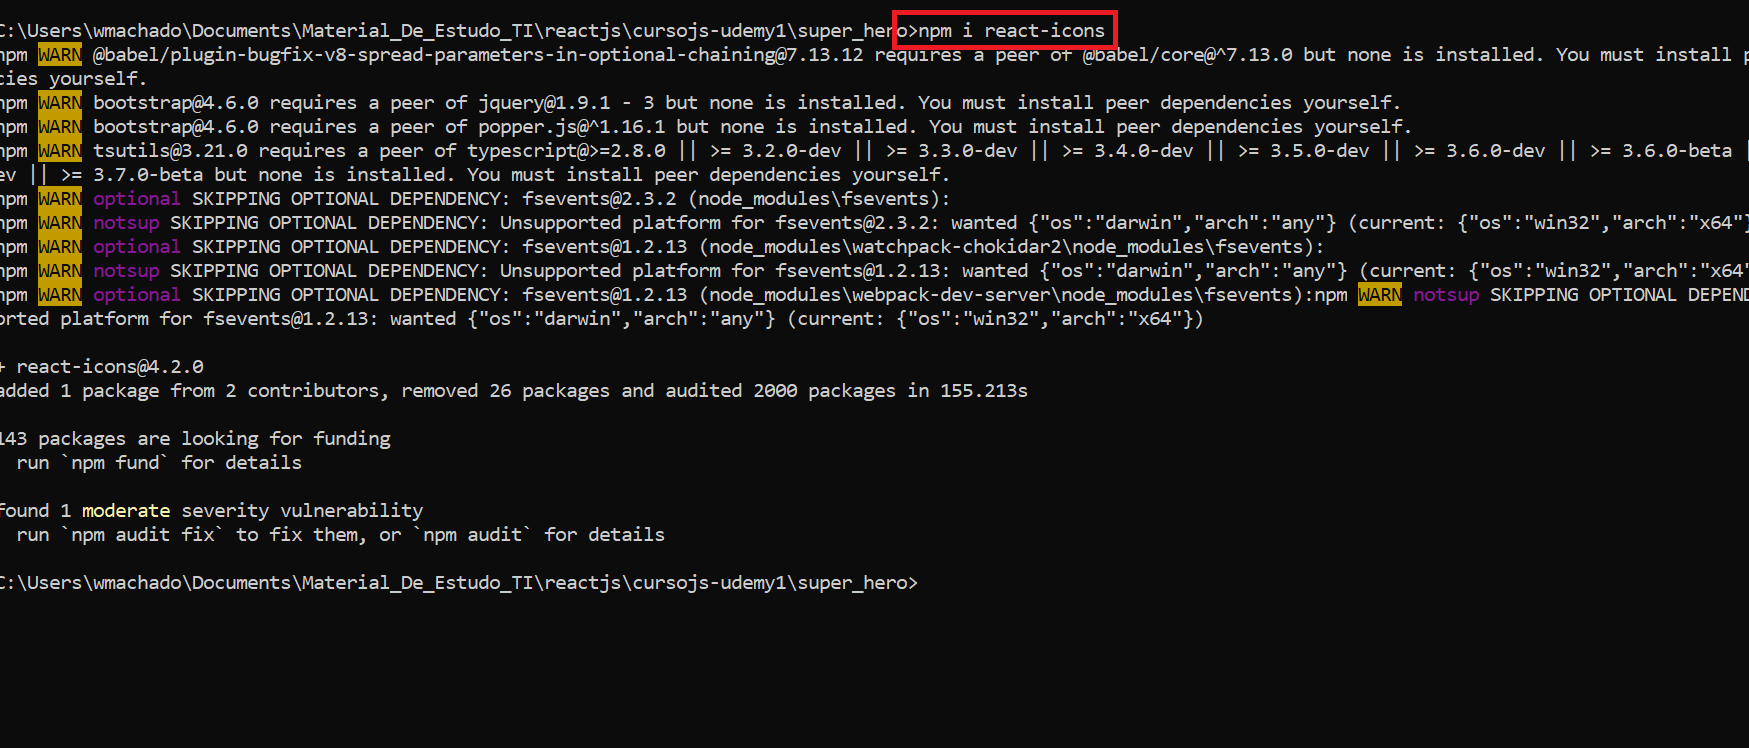 C:\Users\wmachado\Documents\Material_De_Estudo_TI\reactjs\cursojs-udemy1\super_hero>npm i react-icons
npm WARN @babel/plugin-bugfix-v8-spread-parameters-in-optional-chaining@7.13.12 requires a peer of @babel/core@^7.13.0 but none is installed. You must install
cies yourself.
npm WARN bootstrap@4.6.0 requires a peer of jquery@1.9.1 - 3 but none is installed. You must install peer dependencies yourself.
npm WARN bootstrap@4.6.0 requires a peer of popper.js@^1.16.1 but none is installed. You must install peer dependencies yourself.
npm WARN tsutils@3.21.0 requires a peer of typescript@>=2.8.0 || >= 3.2.0-dev || >= 3.3.0-dev || >= 3.4.0-dev || >= 3.5.0-dev || >= 3.6.0-dev || >= 3.6.0-beta |
ev || >= 3.7.0-beta but none is installed. You must install peer dependencies yourself.
npm WARN optional SKIPPING OPTIONAL DEPENDENCY: fsevents@2.3.2 (node_modules\fsevents):
npm WARN notsup SKIPPING OPTIONAL DEPENDENCY: Unsupported platform for fsevents@2.3.2: wanted {"os":"darwin","arch":"any"} (current: {"os":"win32","arch":"x64"}
npm WARN optional SKIPPING OPTIONAL DEPENDENCY: fsevents@1.2.13 (node_modules\watchpack-chokidar2\node_modules\fsevents):
npm WARN notsup SKIPPING OPTIONAL DEPENDENCY: Unsupported platform for fsevents@1.2.13: wanted {"os":"darwin","arch":"any"} (current: {"os":"win32","arch":"x64"
npm WARN optional SKIPPING OPTIONAL DEPENDENCY: fsevents@1.2.13 (node_modules\webpack-dev-server\node_modules\fsevents):npm WARN notsup SKIPPING OPTIONAL DEPEND
orted platform for fsevents@1.2.13: wanted {"os":"darwin","arch":"any"} (current: {"os":"win32","arch":"x64"})
+ react-icons@4.2.0
added 1 package from 2 contributors, removed 26 packages and audited 2000 packages in 155.213s
143 packages are looking for funding
run `npm fund` for details
found 1 moderate severity vulnerability
run `npm audit fix` to fix them, or `npm audit` for details
C:\Users\wmachado\Documents\Material_De_Estudo_TI\reactjs\cursojs-udemy1\super_hero>